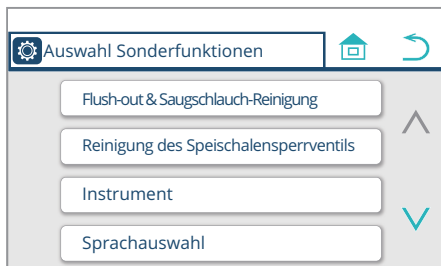 Auswahl Sonderfunktionen
Flush-out & Saugschlauch-Reinigung
Reinigung des Speischalensperrventils
Instrument
Sprachauswahl